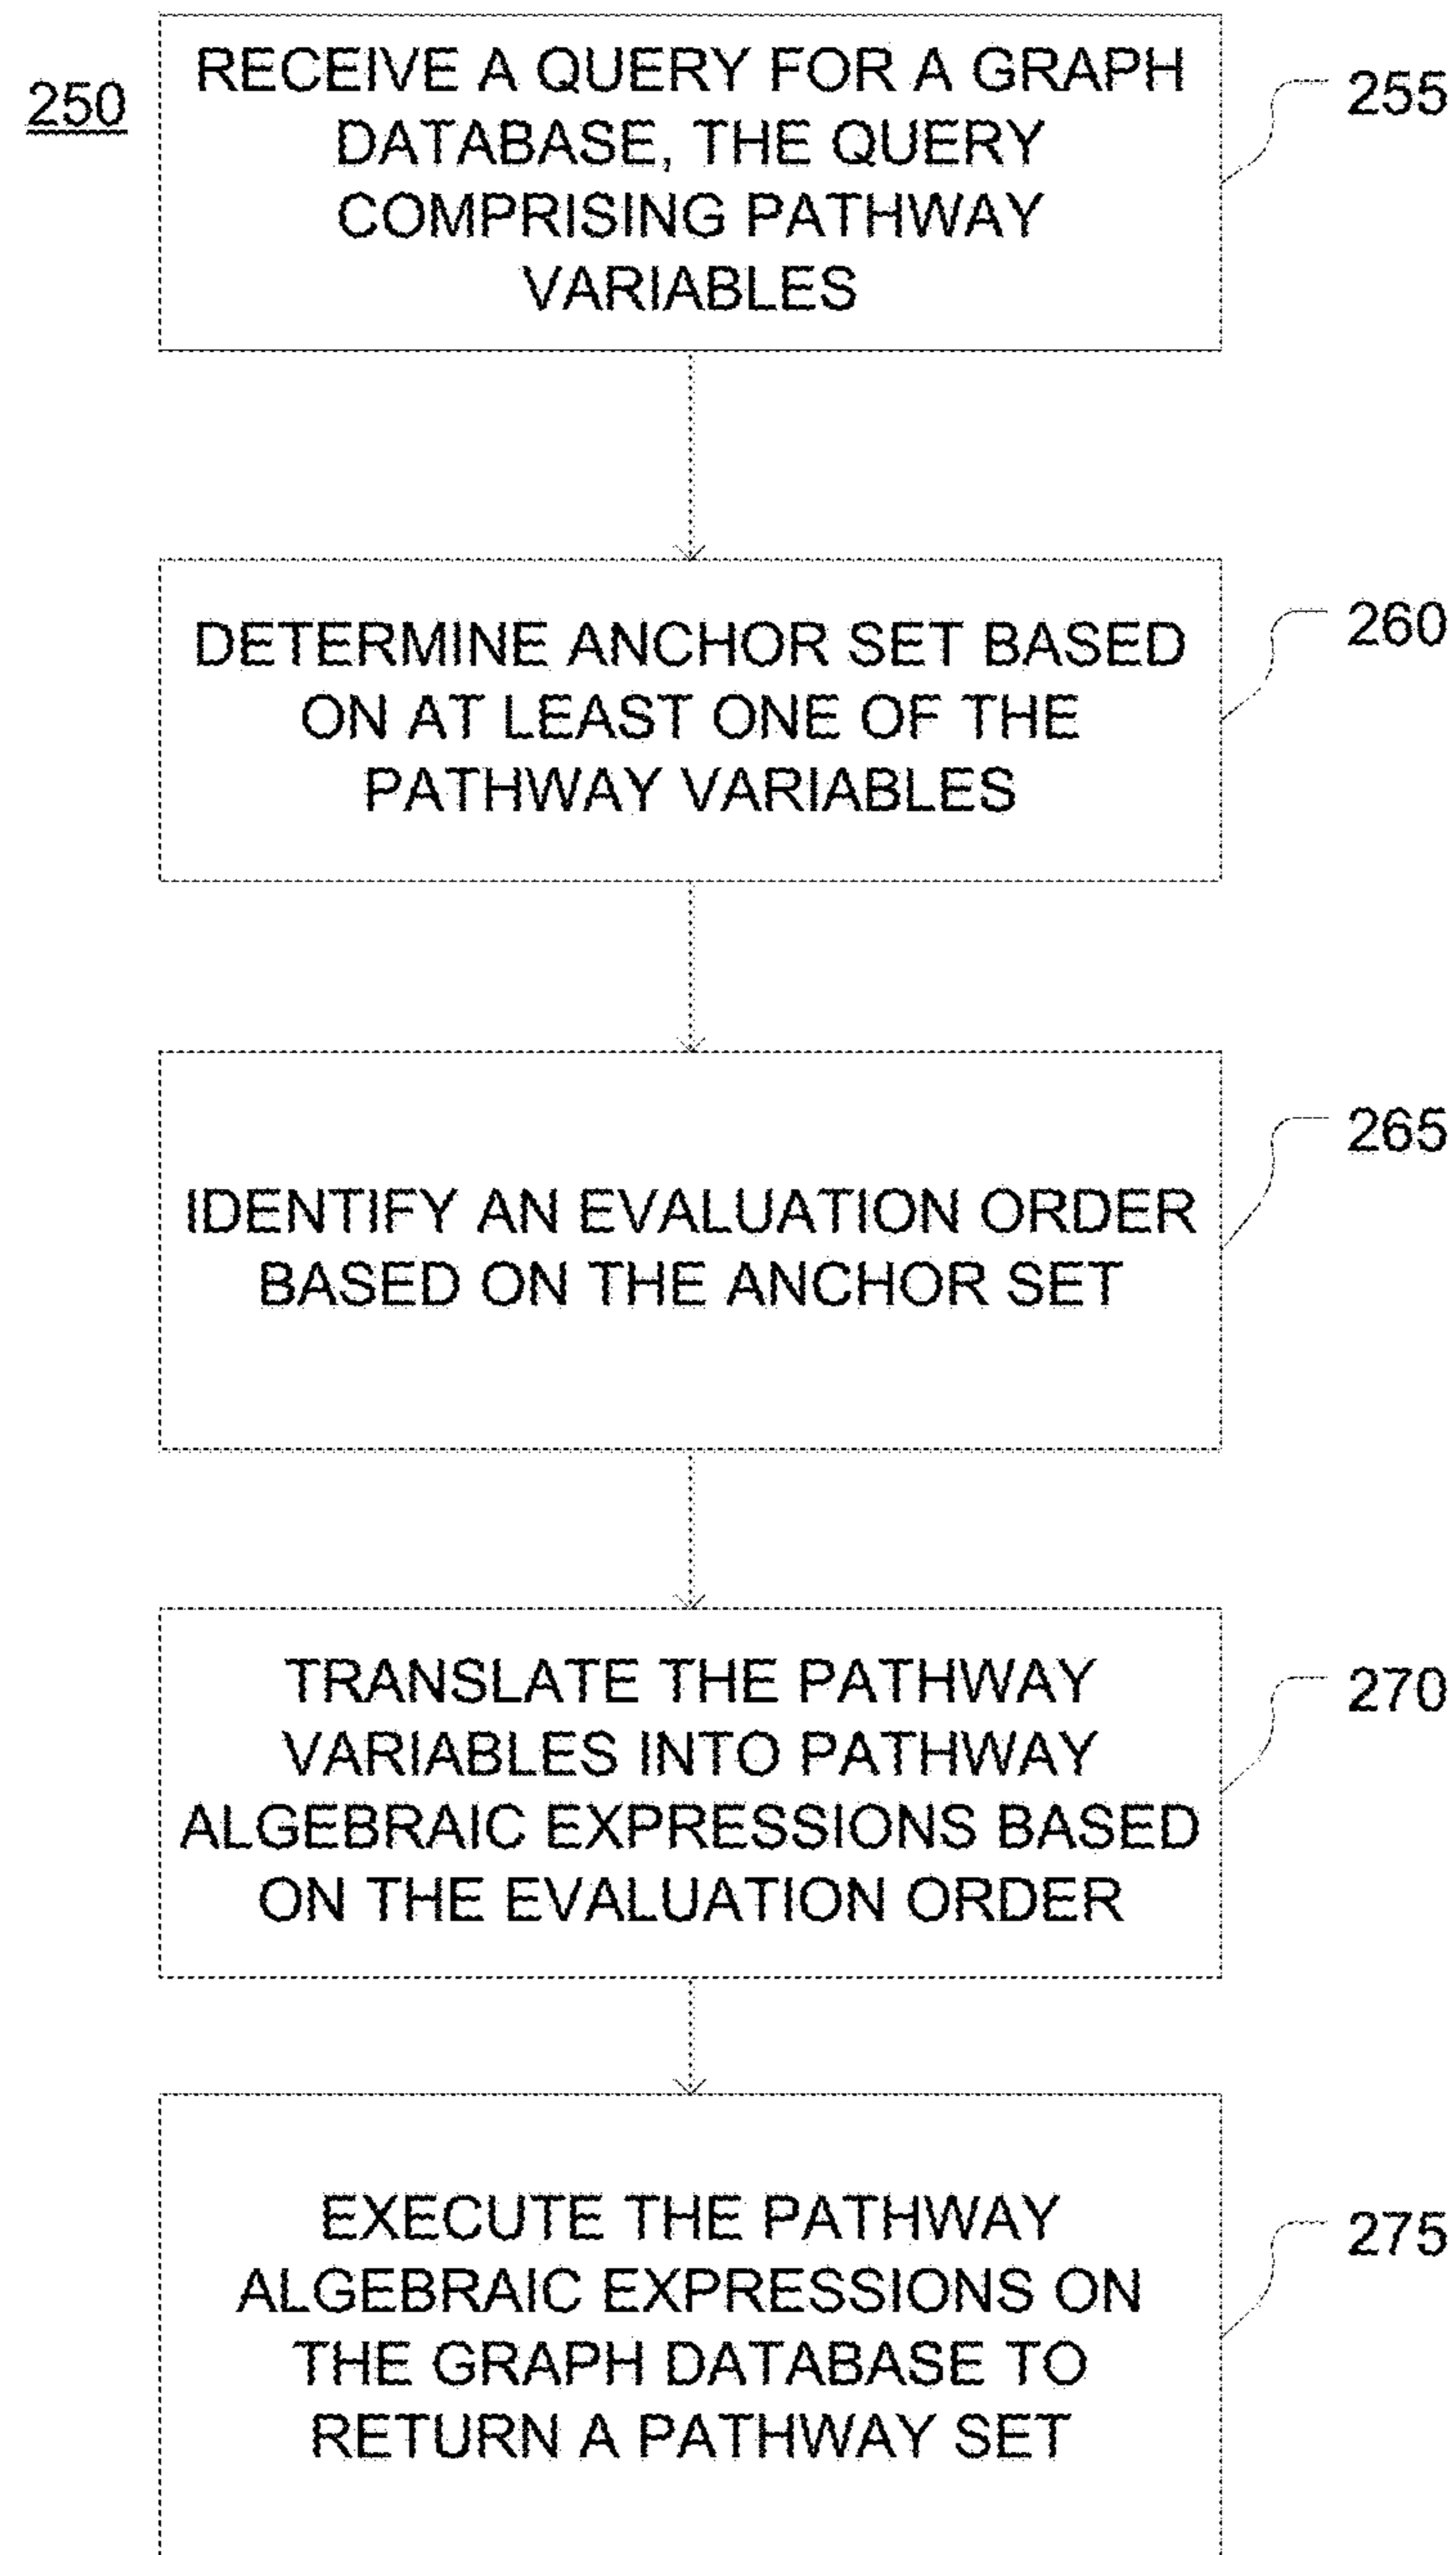 250
RECEIVE A QUERY FOR A GRAPH
DATABASE, THE QUERY
COMPRISING PATHWAY
VARIABLES
255
DETERMINE ANCHOR SET BASED
ON AT LEAST ONE OF THE
PATHWAY VARIABLES
260
IDENTIFY AN EVALUATION ORDER
BASED ON THE ANCHOR SET
265
TRANSLATE THE PATHWAY
VARIABLES INTO PATHWAY
ALGEBRAIC EXPRESSIONS BASED
ON THE EVALUATION ORDER
270
EXECUTE THE PATHWAY
ALGEBRAIC EXPRESSIONS ON
THE GRAPH DATABASE TO
RETURN A PATHWAY SET
275